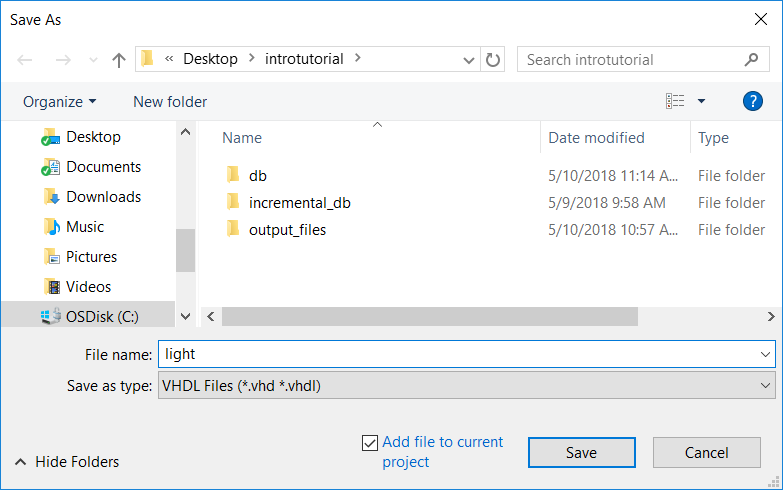 Save As
« Desktop > introtutorial >
Search introtutorial
Organize
New folder
?
Desktop
Documents
Downloads
Music
Pictures
Videos
OSDisk (C:)
Name
Date modified
Type
db
5/10/2018 11:14 A...
File folder
incremental_db
5/9/2018 9:58 AM
File folder
output_files
5/10/2018 10:57 A...
File folder
File name:
light
Save as type:
VHDL Files (*.vhd *.vhdl)
Add file to current
project
Save
Cancel
Hide Folders